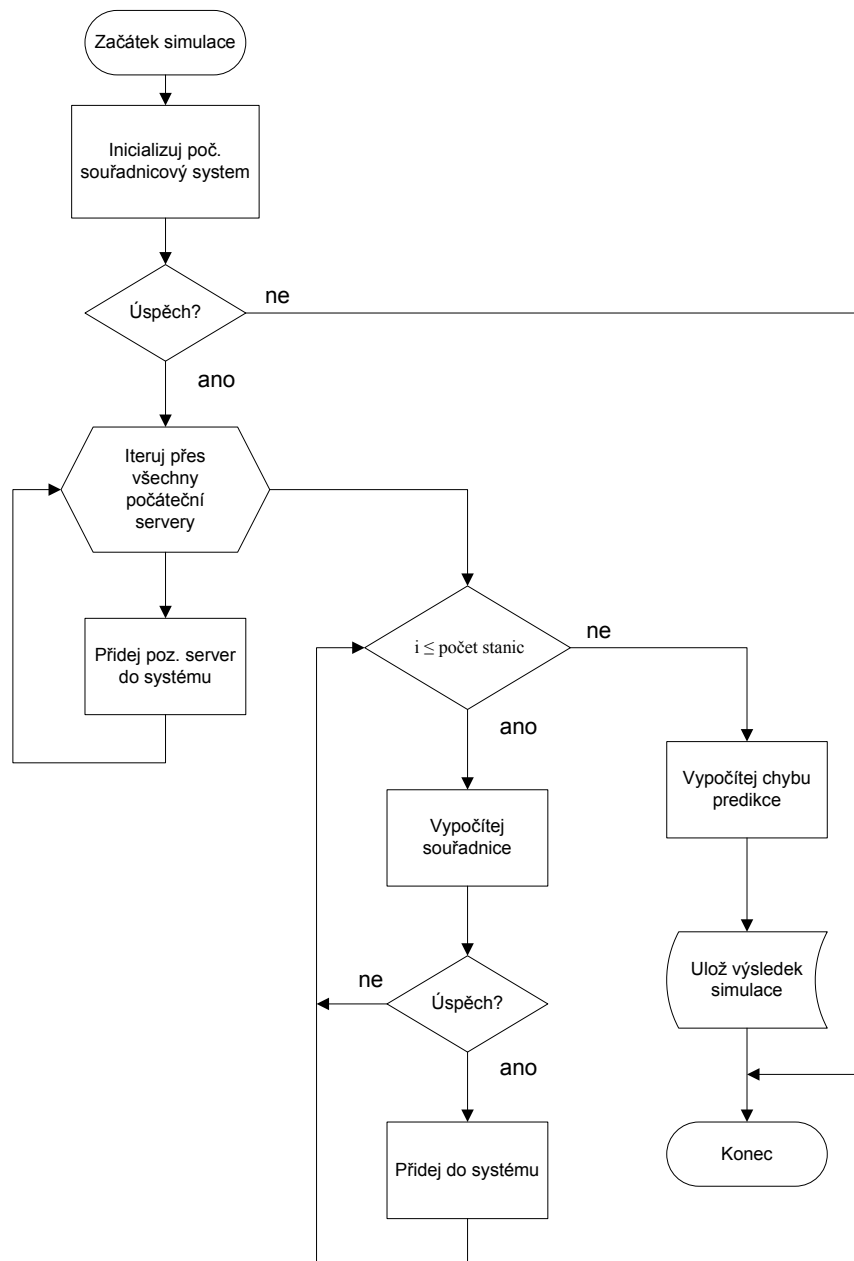 Začátek simulace
Inicializuj poč.
souřadnicový system
Úspěch?
ne
ano
Iteruj přes
všechny
počáteční
servery
Přidej poz. server
do systému
i ≤ počet stanic
ne
ano
Vypočítej
souřadnice
Vypočítej chybu
predikce
Úspěch?
ne
ano
Ulož výsledek
simulace
Přidej do systému
Konec